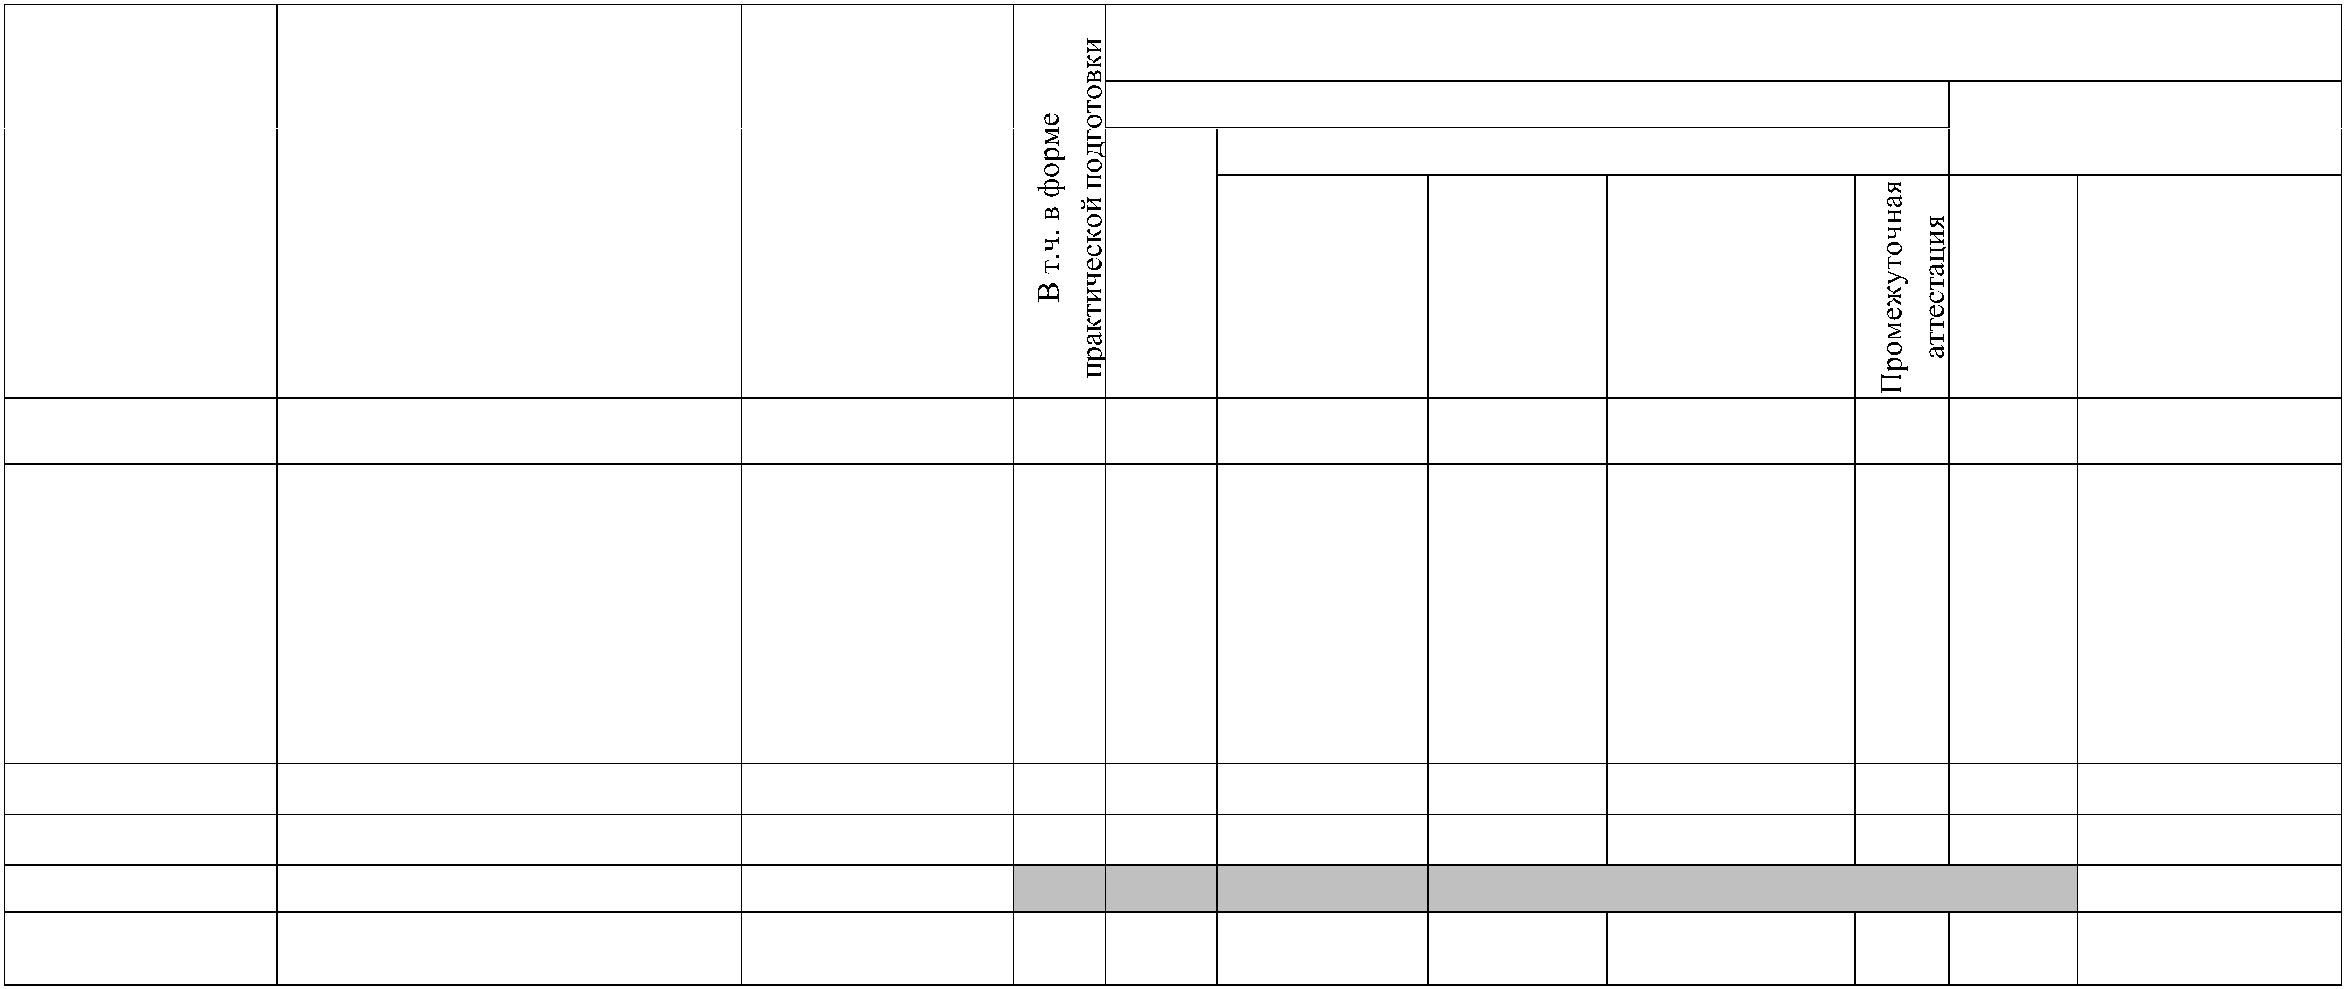 В т.ч. в форме
практической подготовки
Промежуточная
аттестация